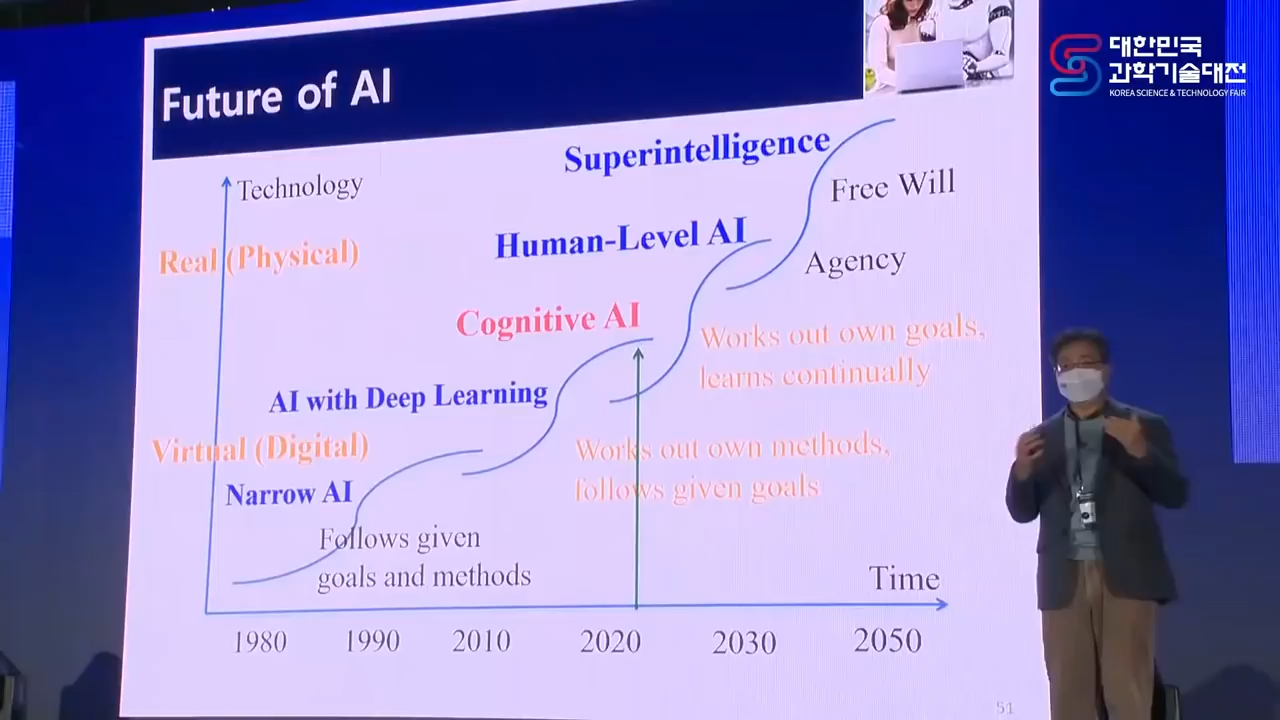 Future of AI
대한민국
과학기술대전
KOREA SCIENCE & TECHNOLOGY FAIR
Technology
Superintelligence
Free Will
Real (Physical)
Human-Level AI
Agency
Cognitive AI
Works out own goals,
learns continually
AI with Deep Learning
Virtual (Digital)
Works out own methods,
follows given goals
Narrow AI
Follows given
goals and methods
Time
1980 1990 2010 2020 2030 2050
51